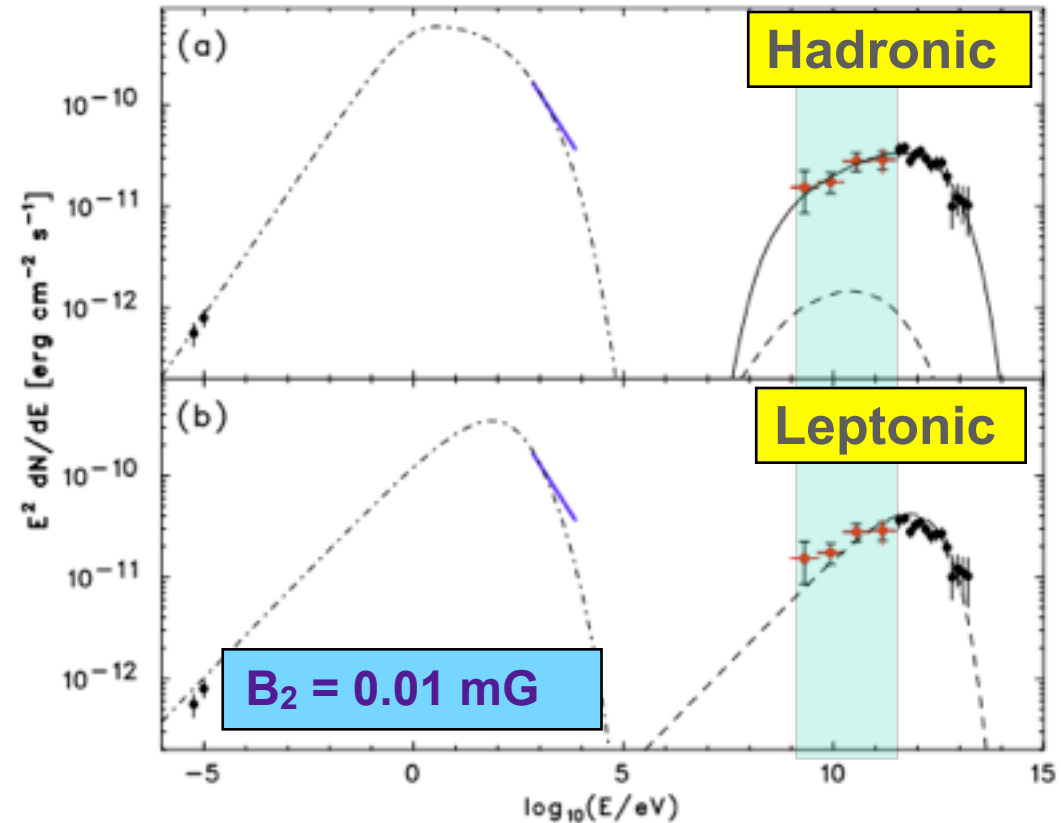 (a)
Hadronic
10⁻¹⁰
10⁻¹¹
10⁻¹²
(b)
Leptonic
10⁻¹⁰
10⁻¹¹
10⁻¹²
B₂ = 0.01 mG
E² dN/dE [erg cm⁻² s⁻¹]
−5 0 5 10 15
log₁₀(E/eV)